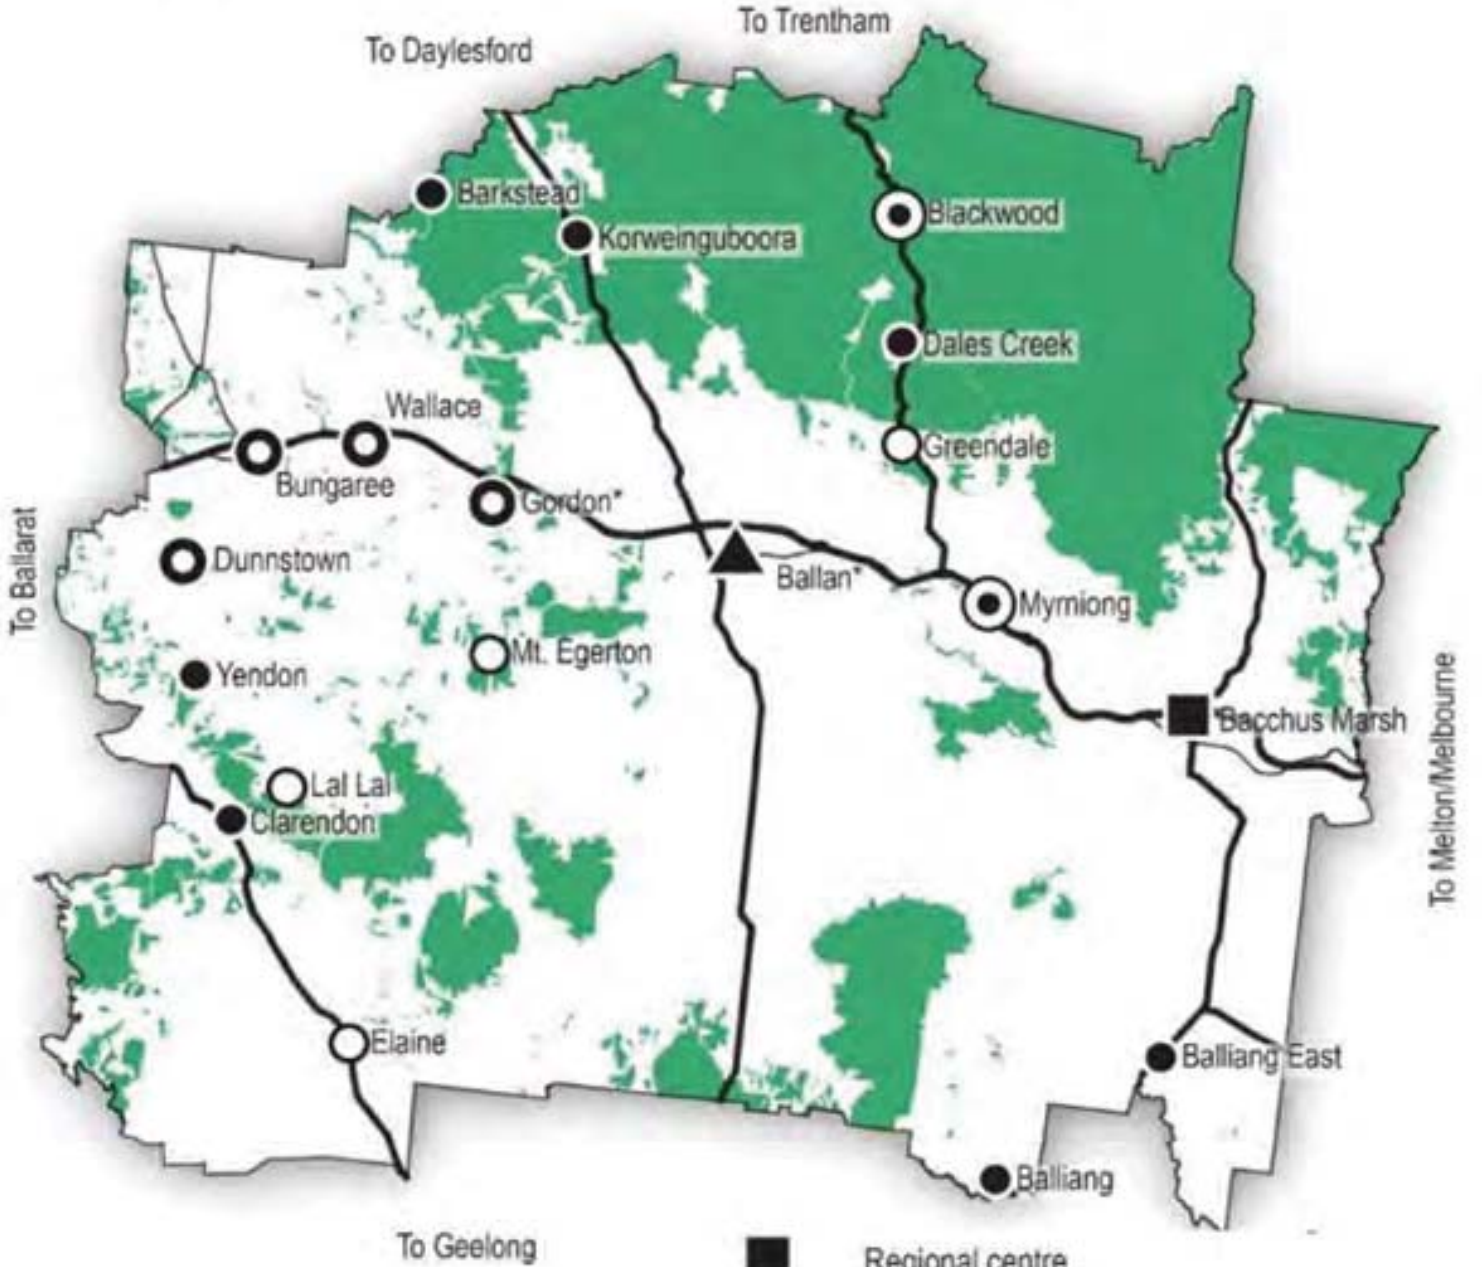 To Trentham
To Daylesford
Barkstead
Blackwood
Korweinguboora
Dales Creek
Wallace
Greendale
Bungaree
Gordon*
To Ballarat
Dunnstown
Ballan*
Myrniong
Mt. Egerton
Yendon
Bacchus Marsh
To Melton/Melbourne
Lal Lal
Clarendon
Elaine
Balliang East
Balliang
To Geelong
Regional centre